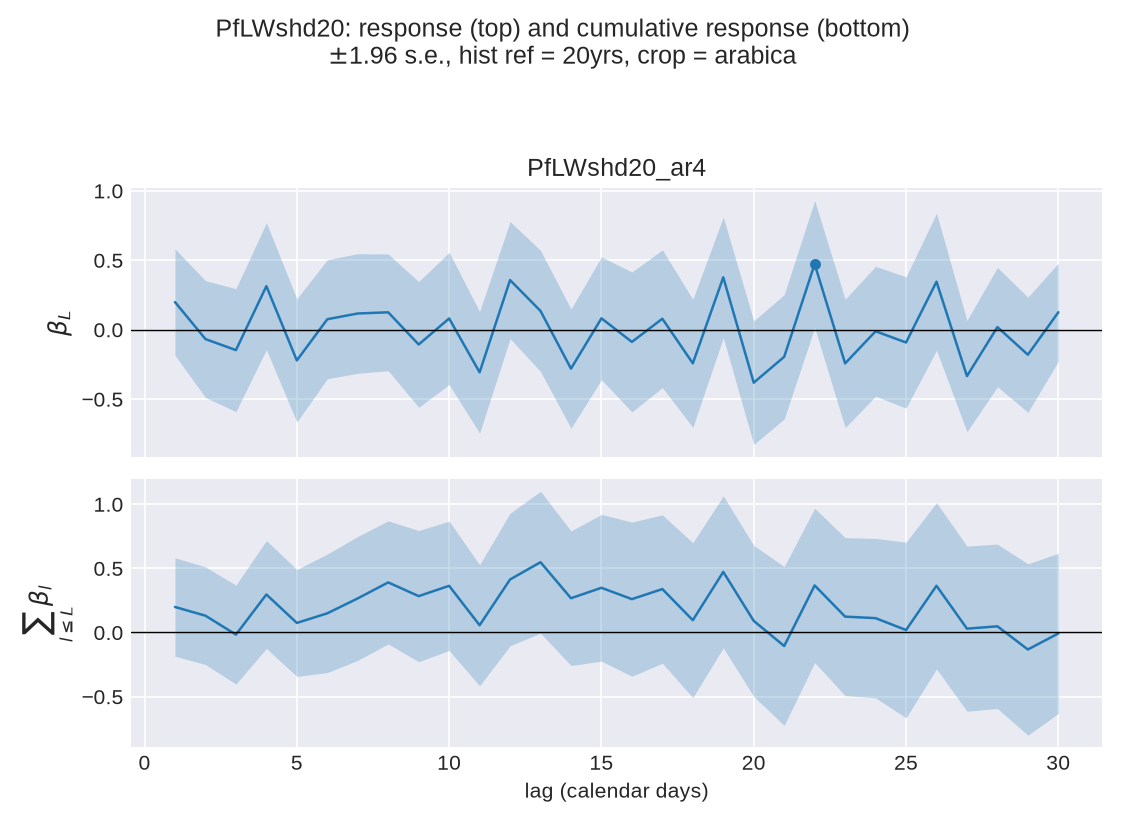 PfLWshd20: response (top) and cumulative response (bottom)
±1.96 s.e., hist ref = 20yrs, crop = arabica
PfLWshd20_ar4
1.0
0.5
0.0
−0.5
β_L
1.0
0.5
0.0
−0.5
∑_{l ≤ L} β_l
0 5 10 15 20 25 30
lag (calendar days)